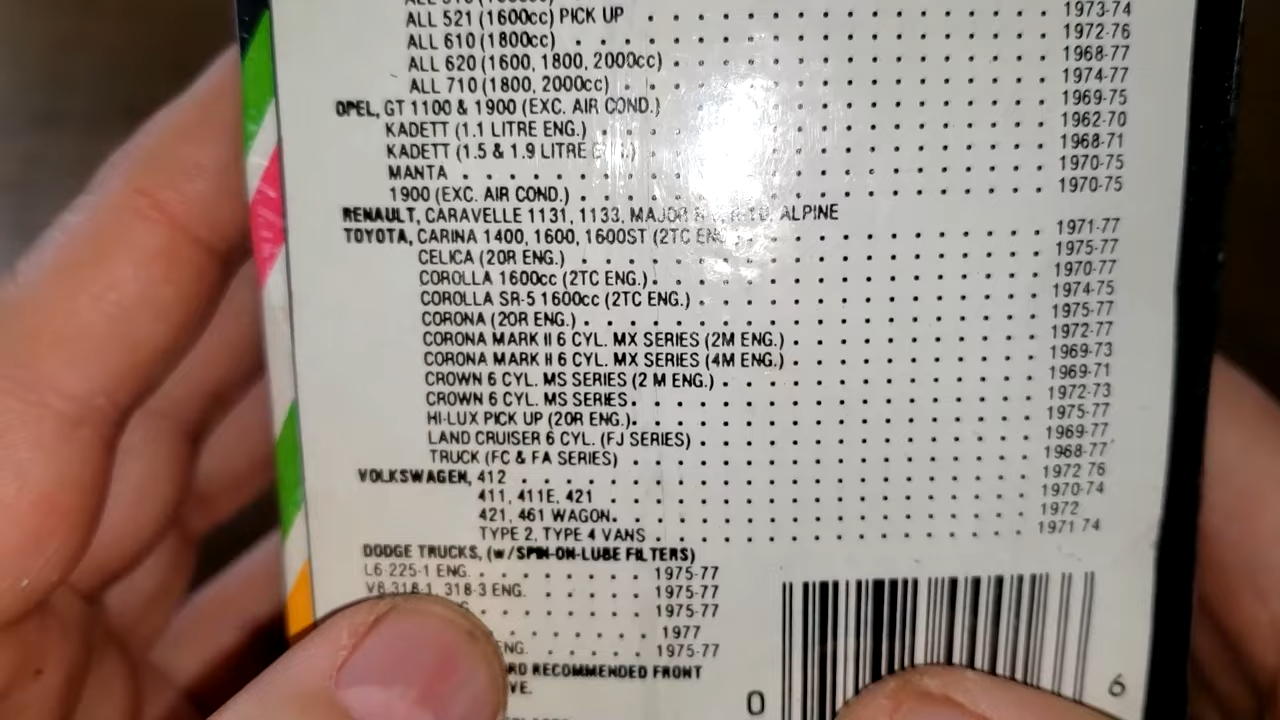 ALL 521 (1600cc) PICK UP . . . . . . . . . . . . . . 1973-74
ALL 610 (1800cc) . . . . . . . . . . . . . . . . 1972-76
ALL 620 (1600, 1800, 2000cc) . . . . . . . . . . . . . 1968-77
ALL 710 (1800, 2000cc) . . . . . . . . . . . . . . 1974-77
OPEL, GT 1100 & 1900 (EXC. AIR COND.) . . . . . . . . . . . . . 1969-75
KADETT (1.1 LITRE ENG.) . . . . . . . . . . . . . . 1962-70
KADETT (1.5 & 1.9 LITRE . . . . . . . . . . . . . 1968-71
MANTA . . . . . . . . . . . . . . . . . . . 1970-75
1900 (EXC. AIR COND.) . . . . . . . . . . . . . . . 1970-75
RENAULT, CARAVELLE 1131, 1133, MAJOR ALPINE
TOYOTA, CARINA 1400, 1600, 1600ST (2TC ENG . . . . . . . . . . . . 1971-77
CELICA (20R ENG.) . . . . . . . . . . . . . . . . 1975-77
COROLLA 1600cc (2TC ENG.) . . . . . . . . . . . . . . 1970-77
COROLLA SR-5 1600cc (2TC ENG.) . . . . . . . . . . . . . 1974-75
CORONA (20R ENG.) . . . . . . . . . . . . . . . . 1975-77
CORONA MARK II 6 CYL. MX SERIES (2M ENG.) . . . . . . . . . . 1972-77
CORONA MARK II 6 CYL. MX SERIES (4M ENG.) . . . . . . . . . . 1969-73
CROWN 6 CYL. MS SERIES (2 M ENG.) . . . . . . . . . . . . 1969-71
CROWN 6 CYL. MS SERIES . . . . . . . . . . . . . . . 1972-73
HI-LUX PICK UP (20R ENG.) . . . . . . . . . . . . . . . 1975-77
LAND CRUISER 6 CYL. (FJ SERIES) . . . . . . . . . . . . 1969-77
TRUCK (FC & FA SERIES) . . . . . . . . . . . . . . . 1968-77
VOLKSWAGEN, 412 . . . . . . . . . . . . . . . . . . 1972 76
411, 411E, 421 . . . . . . . . . . . . . . . 1970-74
421, 461 WAGON . . . . . . . . . . . . . . . 1972
TYPE 2, TYPE 4 VANS . . . . . . . . . . . . . 1971 74
DODGE TRUCKS, (w/SPIN-ON-LUBE FILTERS)
L6-225-1 ENG. . . . . . . . 1975-77
V8-318-1, 318-3 ENG. . . . . . 1975-77
. . . . . . . 1975-77
. . . . . . 1977
ENG. . . . . . 1975-77
RECOMMENDED FRONT
0 6